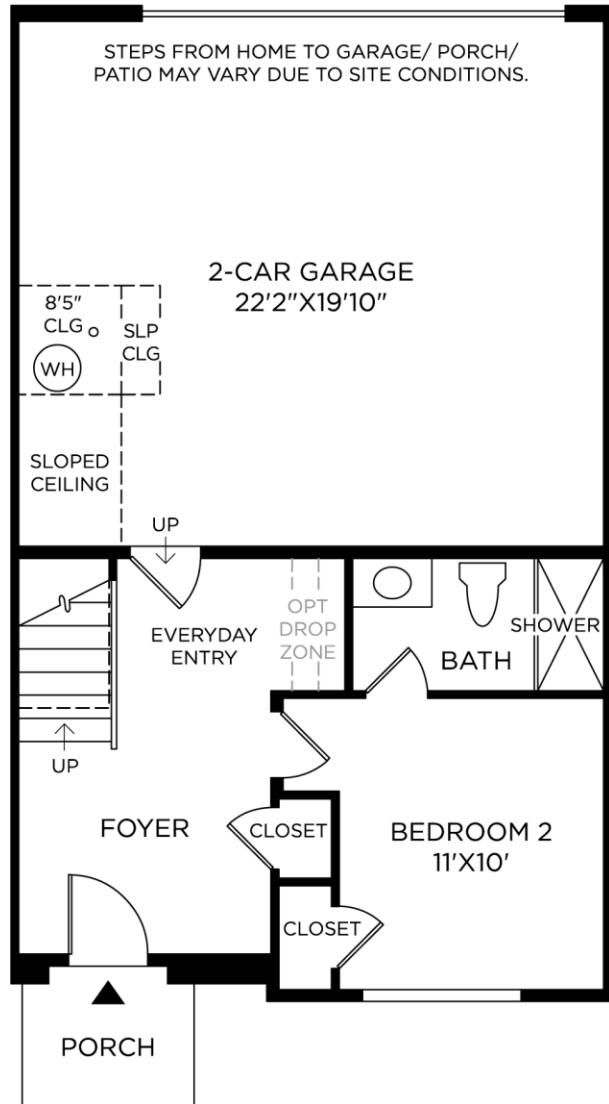 STEPS FROM HOME TO GARAGE/ PORCH/
PATIO MAY VARY DUE TO SITE CONDITIONS.
2-CAR GARAGE
22'2"X19'10"
8'5"
CLG
SLP
CLG
WH
SLOPED
CEILING
UP
EVERYDAY
ENTRY
OPT
DROP
ZONE
SHOWER
BATH
UP
FOYER
CLOSET
BEDROOM 2
11'X10'
CLOSET
PORCH